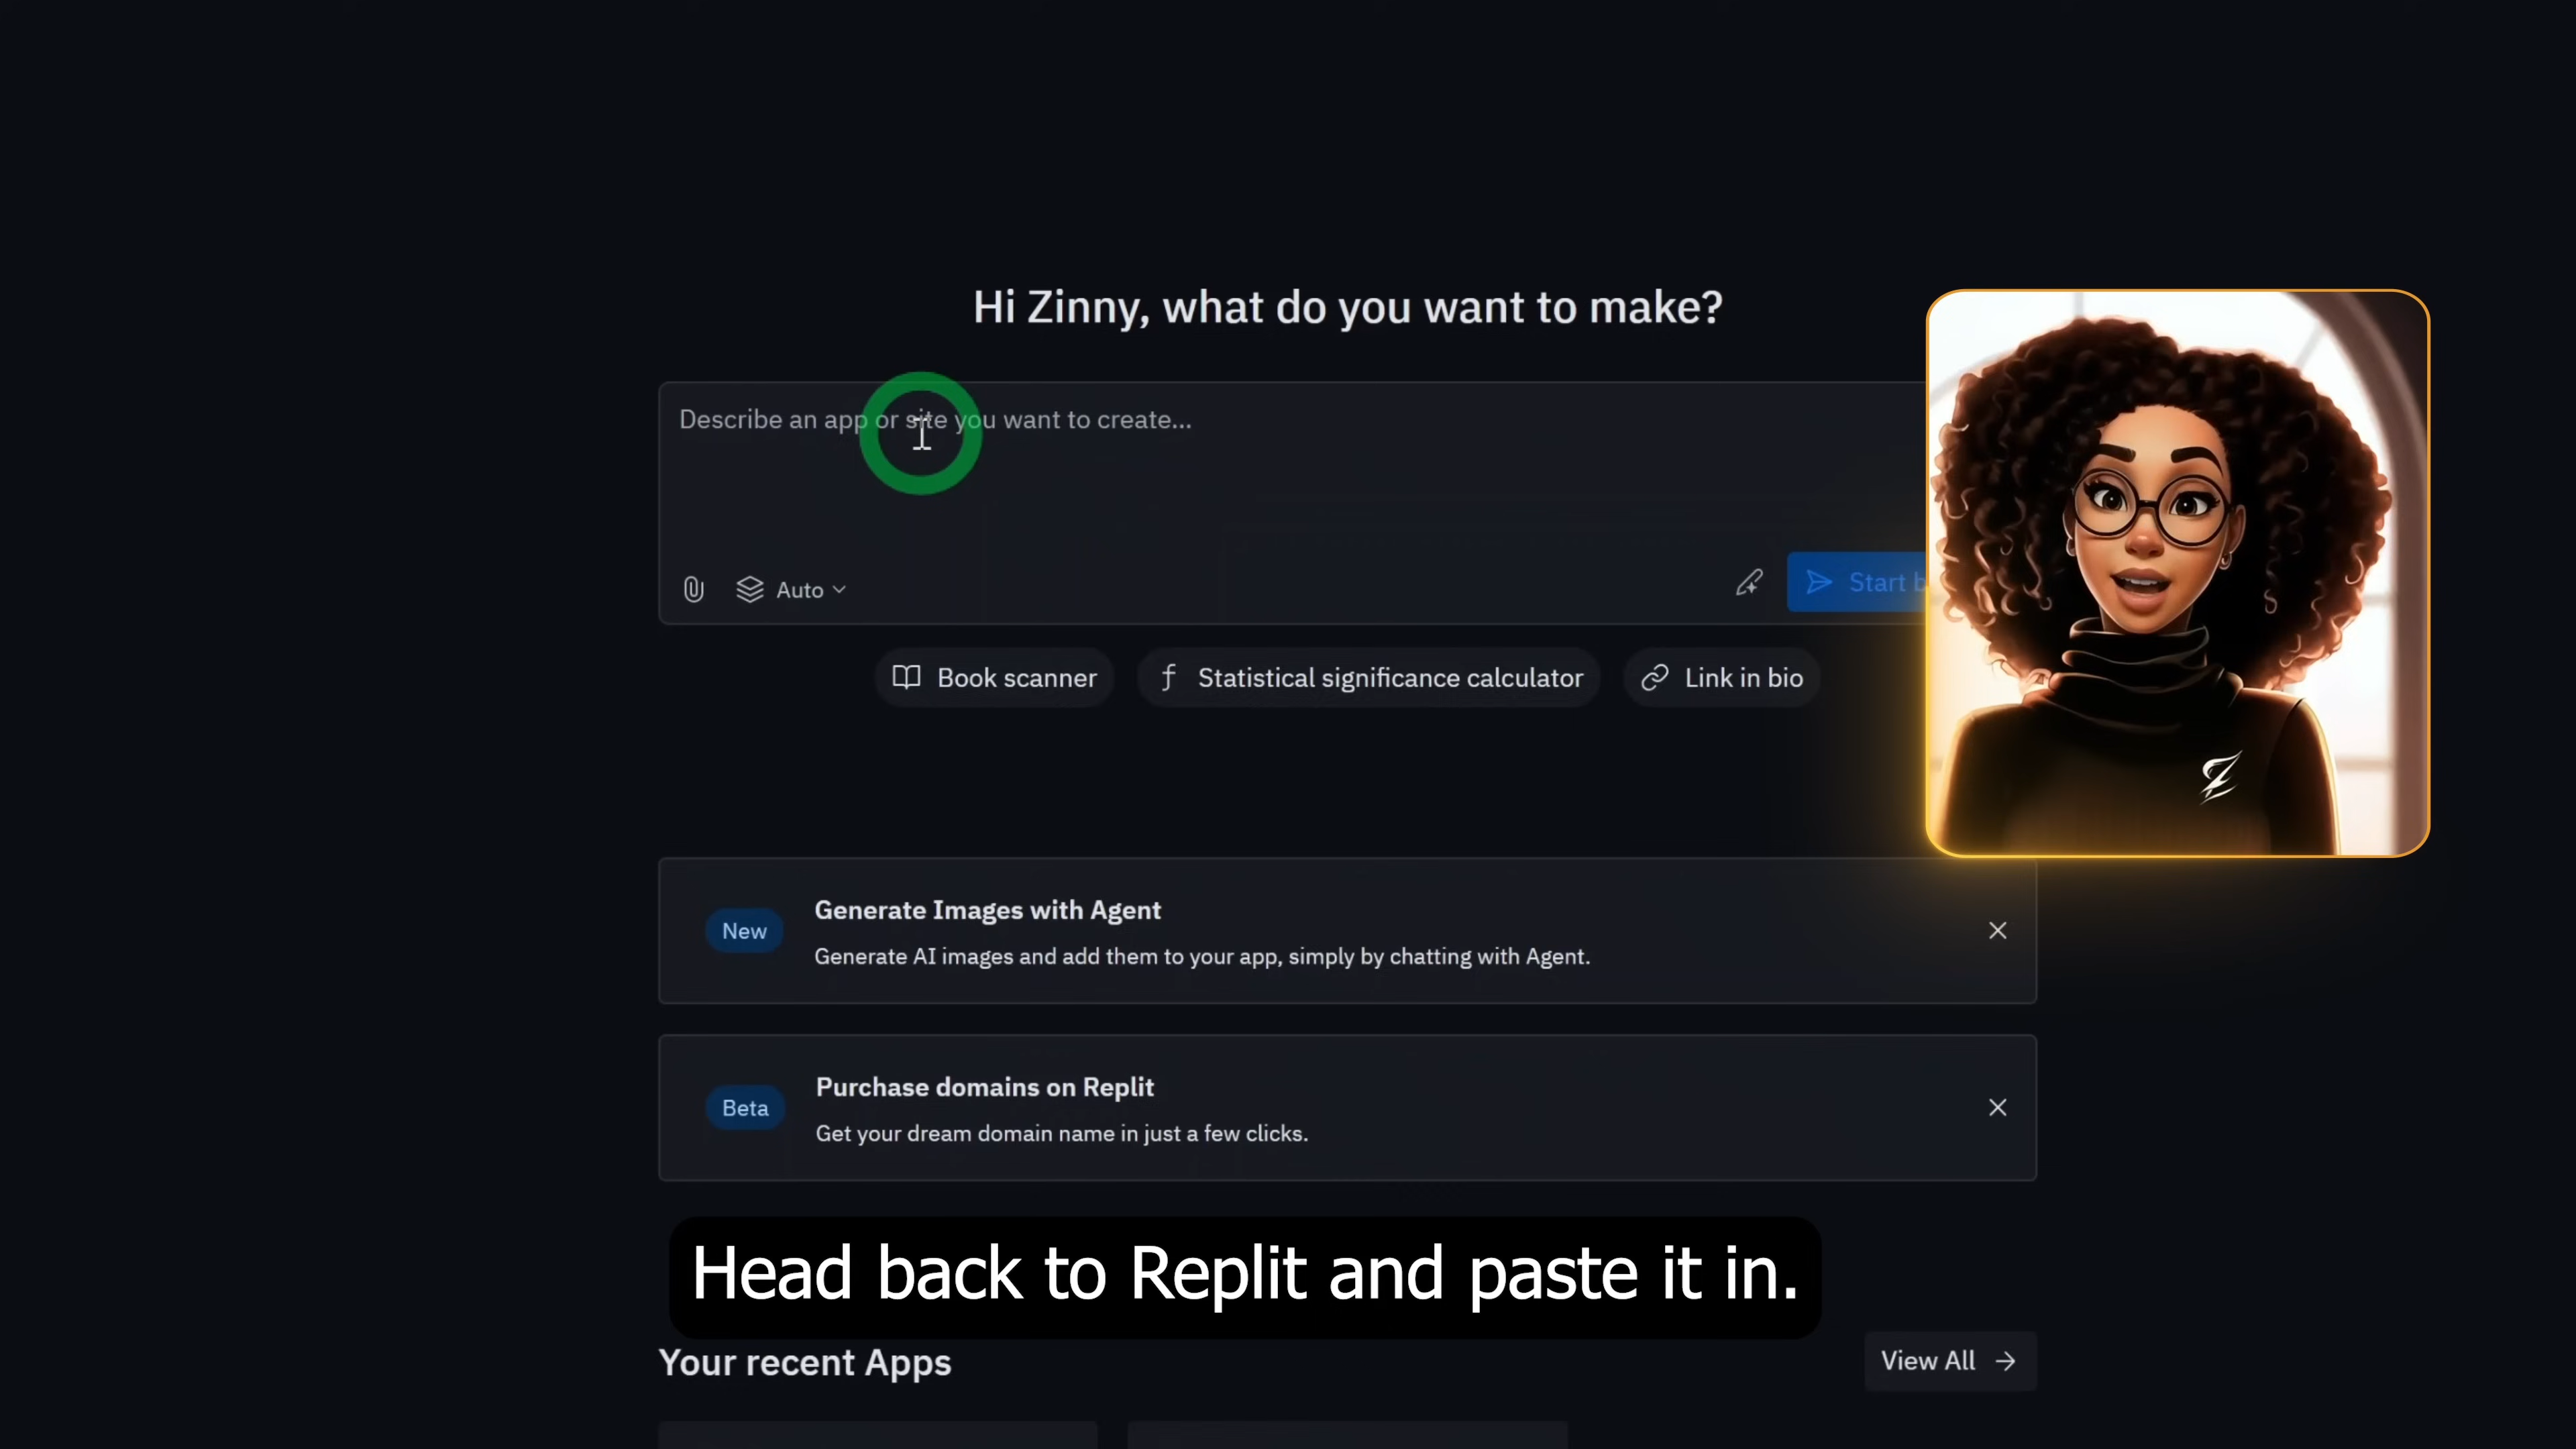 Hi Zinny, what do you want to make?
Describe an app or site you want to create...
Auto
Start b
Book scanner
Statistical significance calculator
Link in bio
New
Generate Images with Agent
Generate AI images and add them to your app, simply by chatting with Agent.
Beta
Purchase domains on Replit
Get your dream domain name in just a few clicks.
Head back to Replit and paste it in.
Your recent Apps
View All